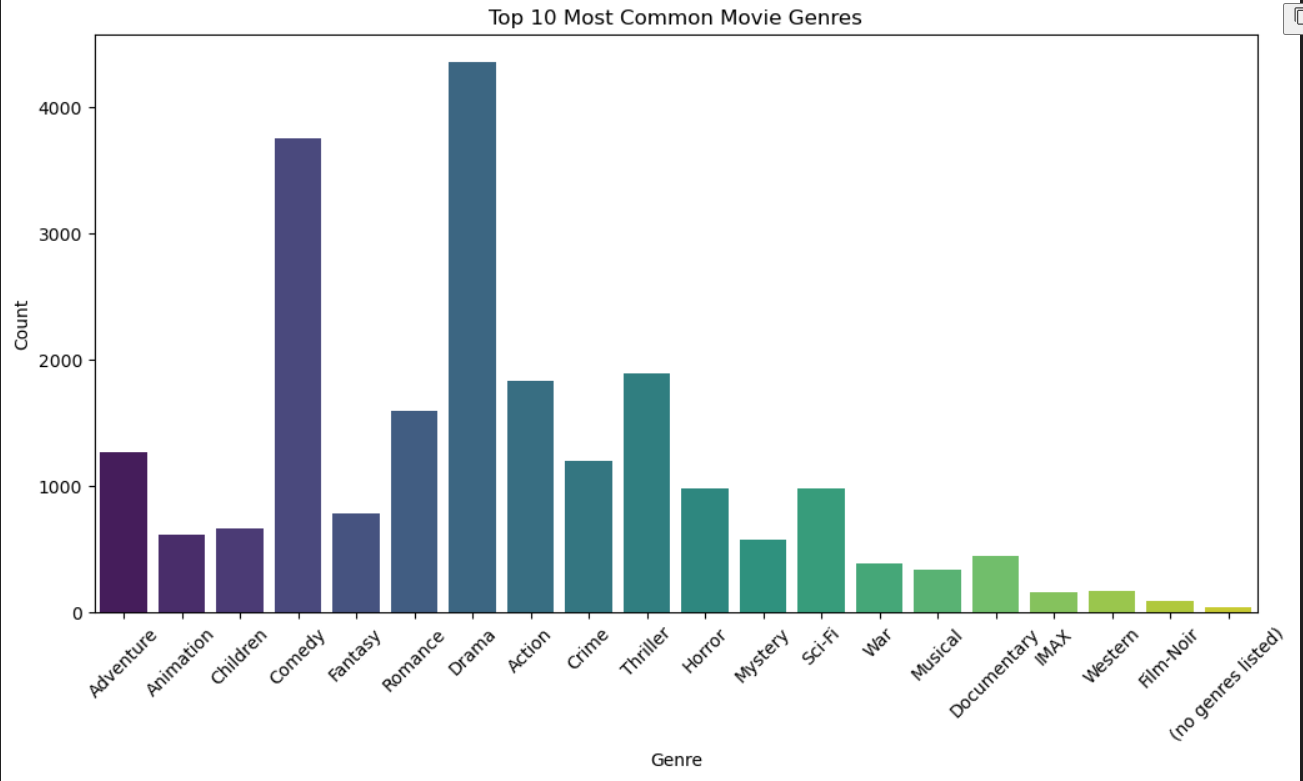 Top 10 Most Common Movie Genres
Count
4000
3000
2000
1000
0
Adventure
Animation
Children
Comedy
Fantasy
Romance
Drama
Action
Crime
Thriller
Horror
Mystery
Sci-Fi
War
Musical
Documentary
IMAX
Western
Film-Noir
(no genres listed)
Genre